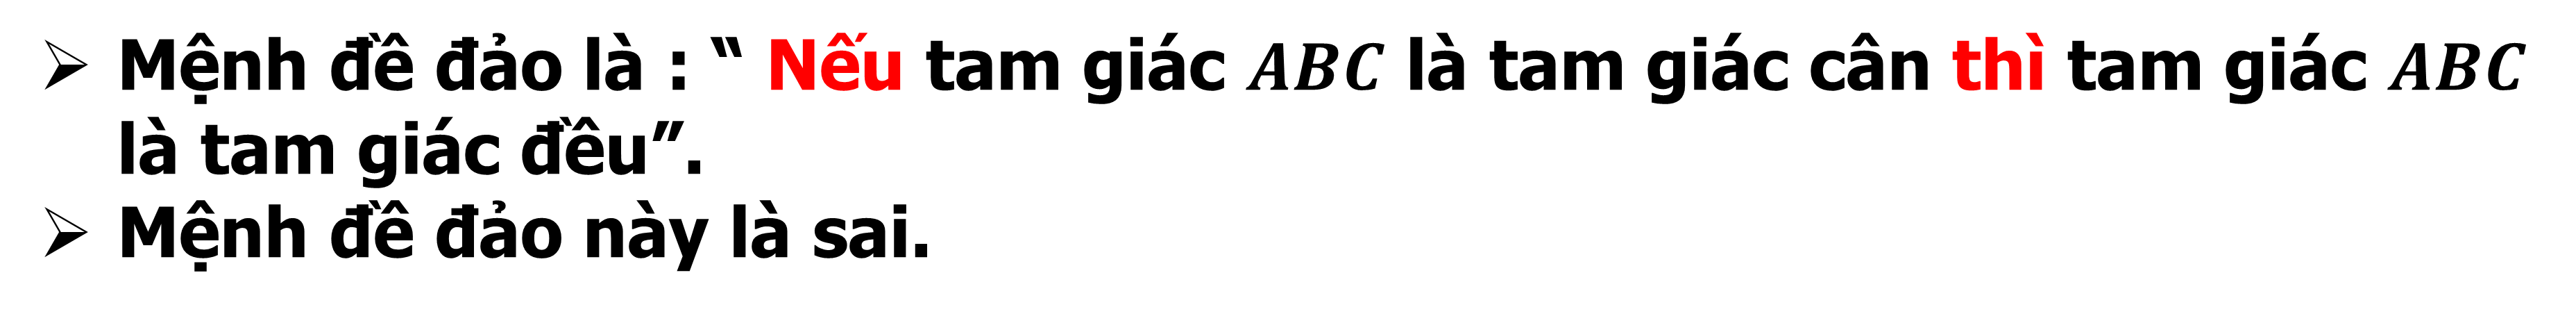 ➢ Mệnh đề đảo là : “ Nếu tam giác ABC là tam giác cân thì tam giác ABC
là tam giác đều”.
➢ Mệnh đề đảo này là sai.